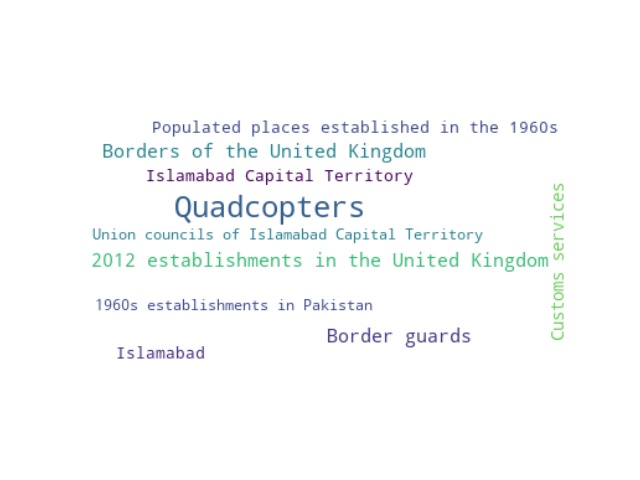 Populated places established in the 1960s
Borders of the United Kingdom
Islamabad Capital Territory
Quadcopters
Union councils of Islamabad Capital Territory
2012 establishments in the United Kingdom
Customs services
1960s establishments in Pakistan
Border guards
Islamabad